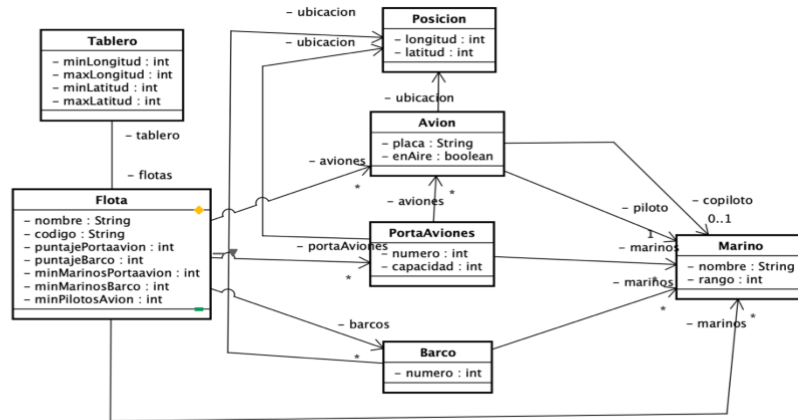 - ubicacion
Posicion
- longitud : int
- latitud : int
- ubicacion
Tablero
- minLongitud : int
- maxLongitud : int
- minLatitud : int
- maxLatitud : int
- ubicacion
Avion
- placa : String
- enAire : boolean
- tablero
- flotas
- aviones
*
- aviones
*
- piloto
1
- copiloto
0..1
Flota
- nombre : String
- codigo : String
- puntajePortaavion : int
- puntajeBarco : int
- minMarinosPortaavion : int
- minMarinosBarco : int
- minPilotosAvion : int
PortaAviones
- numero : int
- capacidad : int
- portaAviones
*
- marinos
*
Marino
- nombre : String
- rango : int
- marinos
*
- barcos
*
- marinos
*
Barco
- numero : int